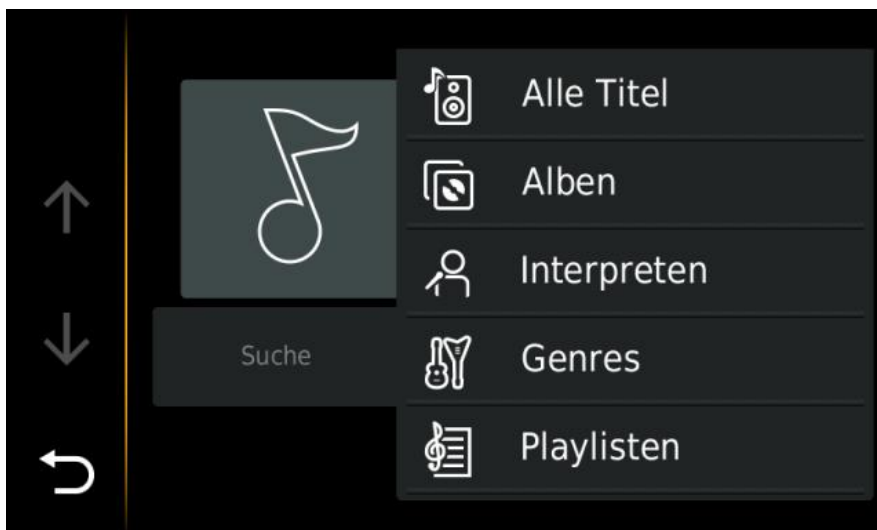 Alle Titel
Alben
Interpreten
Suche
Genres
Playlisten